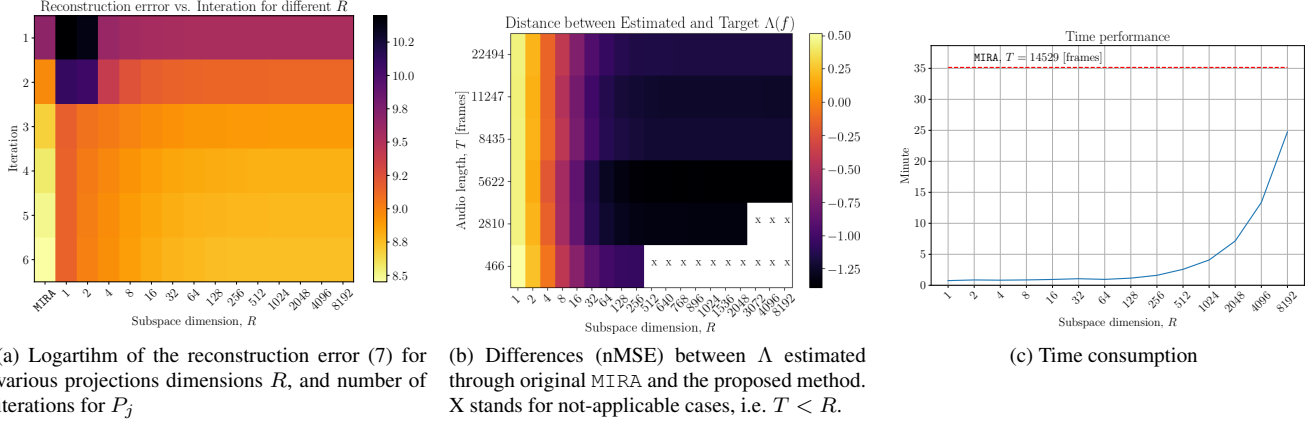 Reconstruction errror vs. Interation for different R
1
2
3
4
5
6
Iteration
MIRA 1 2 4 8 16 32 64 128 256 512 1024 2048 4096 8192
Subspace dimension, R
10.2
10.0
9.8
9.5
9.2
9.0
8.8
8.5
(a) Logartihm of the reconstruction error (7) for
various projections dimensions R, and number of
iterations for P_j
Distance between Estimated and Target Λ(f)
22494
11247
8435
5622
2810
466
Audio length, T [frames]
x x x
x x x x x x x x x x
1 2 4 8 16 32 64 128 256 512 640 768 896 1024 1536 2048 3072 4096 8192
Subspace dimension, R
0.50
0.25
0.00
−0.25
−0.50
−0.75
−1.00
−1.25
(b) Differences (nMSE) between Λ estimated
through original MIRA and the proposed method.
X stands for not-applicable cases, i.e. T < R.
Time performance
MIRA, T = 14529 [frames]
35
30
25
20
15
10
5
0
Minute
1 2 4 8 16 32 64 128 256 512 1024 2048 4096 8192
Subspace dimension, R
(c) Time consumption